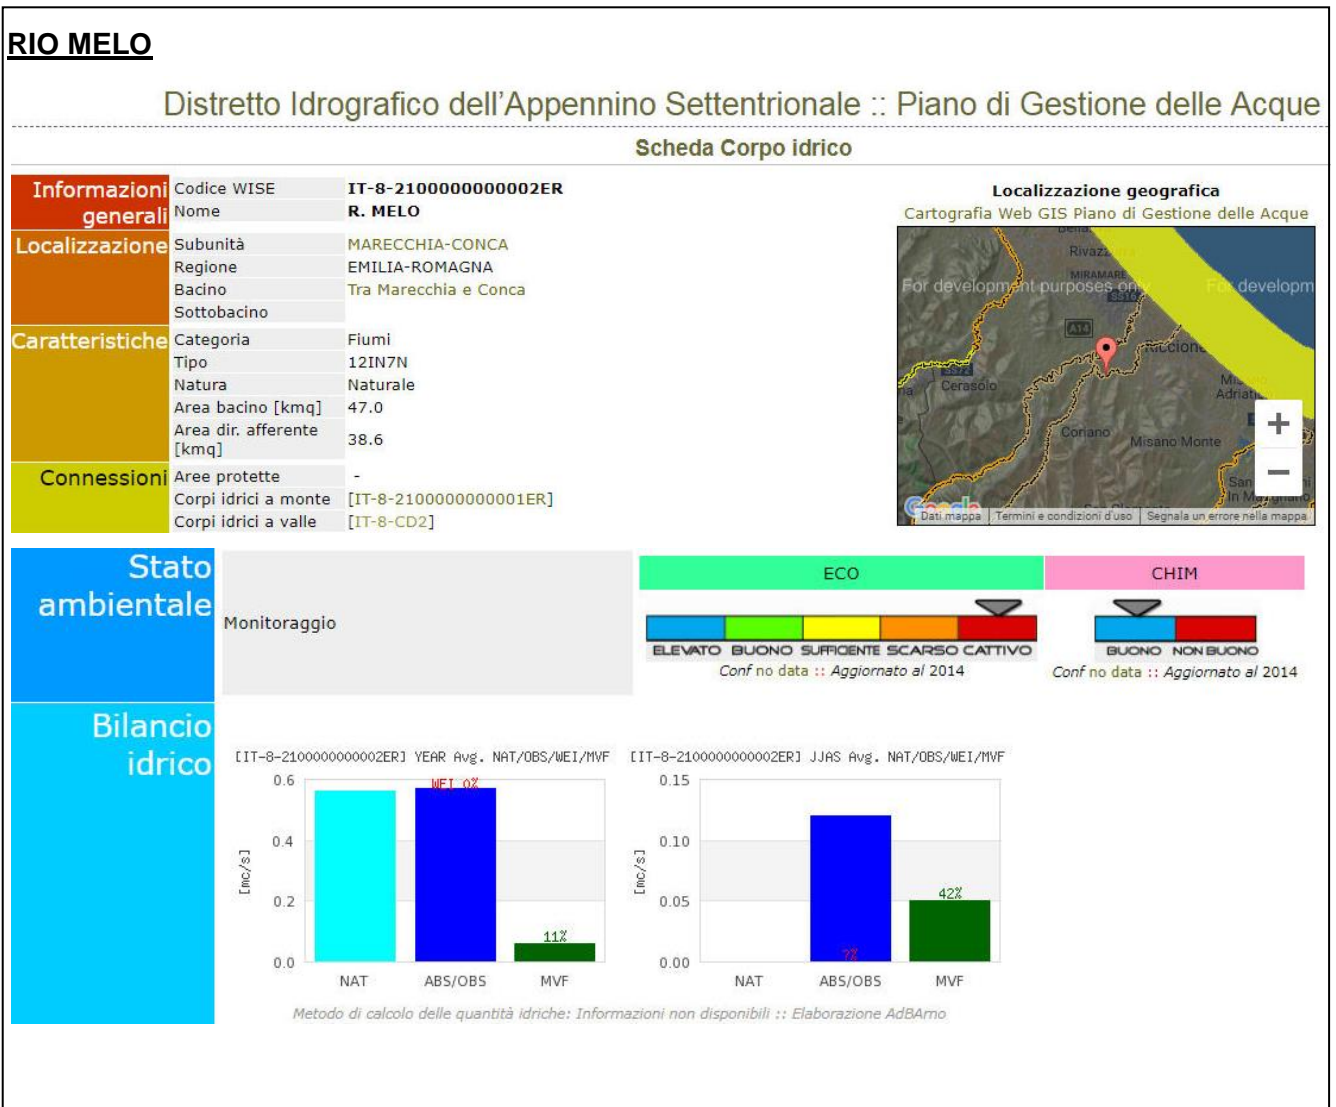 RIO MELO
Distretto Idrografico dell'Appennino Settentrionale :: Piano di Gestione delle Acque
Scheda Corpo idrico
Informazioni generali
Codice WISE IT-8-2100000000002ER
Nome R. MELO
Localizzazione
Subunità MARECCHIA-CONCA
Regione EMILIA-ROMAGNA
Bacino Tra Marecchia e Conca
Sottobacino
Caratteristiche
Categoria Fiumi
Tipo 12IN7N
Natura Naturale
Area bacino [kmq] 47.0
Area dir. afferente
[kmq] 38.6
Connessioni
Aree protette -
Corpi idrici a monte [IT-8-2100000000001ER]
Corpi idrici a valle [IT-8-CD2]
Localizzazione geografica
Cartografia Web GIS Piano di Gestione delle Acque
MIRAMARE
For development purposes only For developm
SS16
A14
Riccione
SS72
Cerasolo
Adriati
Coriano
Misano Monte
+
−
San
Google
Dati mappa Termini e condizioni d'uso Segnala un errore nella mappa
Stato
ambientale
Monitoraggio
ECO CHIM
ELEVATO BUONO SUFFICIENTE SCARSO CATTIVO
Conf no data :: Aggiornato al 2014
BUONO NON BUONO
Conf no data :: Aggiornato al 2014
Bilancio
idrico
[IT-8-2100000000002ER] YEAR Avg. NAT/OBS/WEI/MVF
0.6
0.4
0.2
0.0
[mc/s]
WEI 0%
11%
NAT ABS/OBS MVF
[IT-8-2100000000002ER] JJAS Avg. NAT/OBS/WEI/MVF
0.15
0.10
0.05
0.00
[mc/s]
?%
42%
NAT ABS/OBS MVF
Metodo di calcolo delle quantità idriche: Informazioni non disponibili :: Elaborazione AdBArno